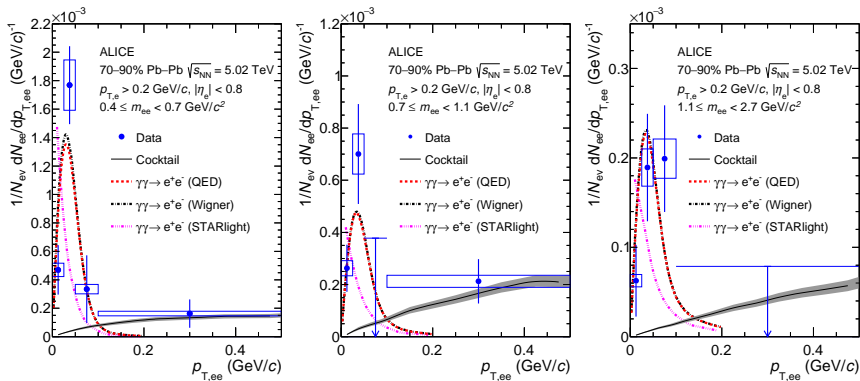 ×10⁻³
1/N_ev dN_ee/dp_T,ee (GeV/c)⁻¹
2.2
2
1.8
1.6
1.4
1.2
1
0.8
0.6
0.4
0.2
0
ALICE
70–90% Pb–Pb √s_NN = 5.02 TeV
p_T,e > 0.2 GeV/c, |η_e| < 0.8
0.4 ≤ m_ee < 0.7 GeV/c²
Data
Cocktail
γγ → e⁺e⁻ (QED)
γγ → e⁺e⁻ (Wigner)
γγ → e⁺e⁻ (STARlight)
0 0.2 0.4
p_T,ee (GeV/c)
×10⁻³
1/N_ev dN_ee/dp_T,ee (GeV/c)⁻¹
1.2
1
0.8
0.6
0.4
0.2
0
ALICE
70–90% Pb–Pb √s_NN = 5.02 TeV
p_T,e > 0.2 GeV/c, |η_e| < 0.8
0.7 ≤ m_ee < 1.1 GeV/c²
Data
Cocktail
γγ → e⁺e⁻ (QED)
γγ → e⁺e⁻ (Wigner)
γγ → e⁺e⁻ (STARlight)
0 0.2 0.4
p_T,ee (GeV/c)
×10⁻³
1/N_ev dN_ee/dp_T,ee (GeV/c)⁻¹
0.3
0.2
0.1
0
ALICE
70–90% Pb–Pb √s_NN = 5.02 TeV
p_T,e > 0.2 GeV/c, |η_e| < 0.8
1.1 ≤ m_ee < 2.7 GeV/c²
Data
Cocktail
γγ → e⁺e⁻ (QED)
γγ → e⁺e⁻ (Wigner)
γγ → e⁺e⁻ (STARlight)
0 0.2 0.4
p_T,ee (GeV/c)